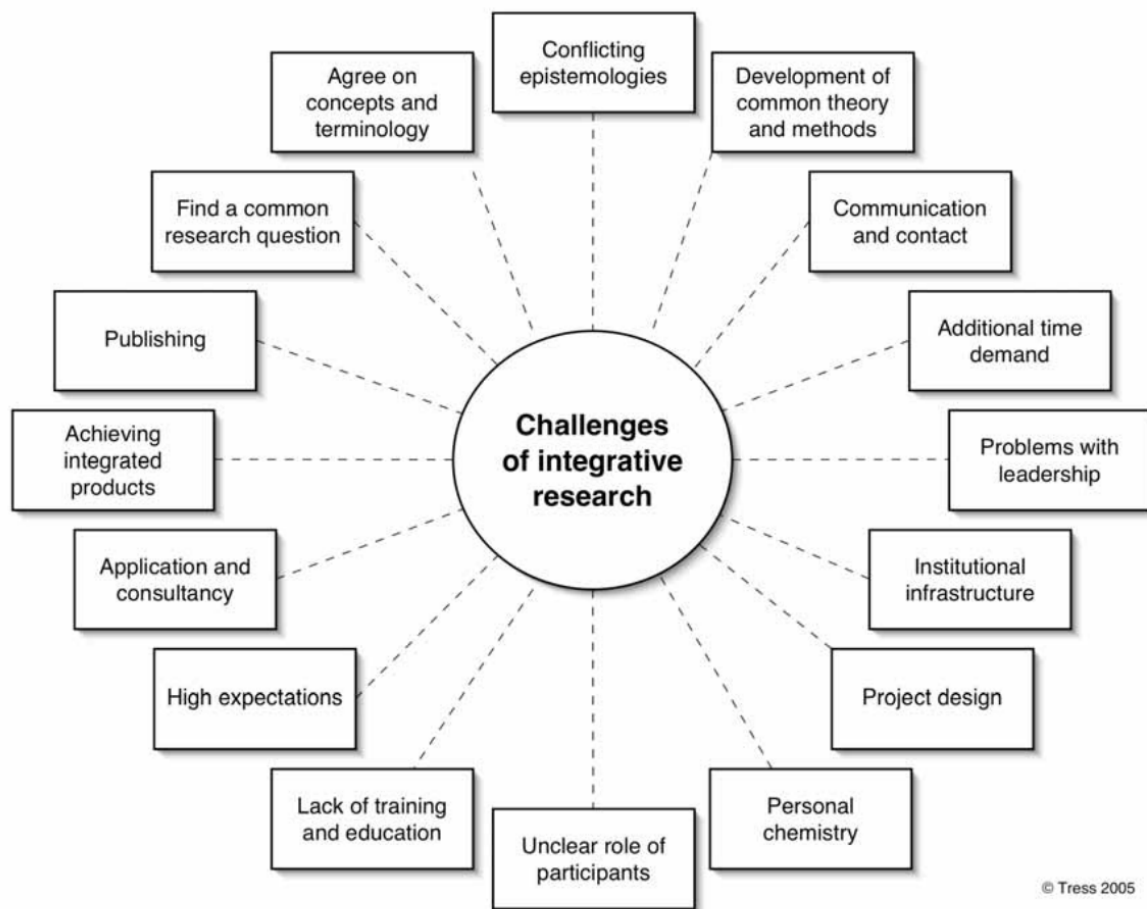 Conflicting
epistemologies
Agree on
concepts and
terminology
Development of
common theory
and methods
Find a common
research question
Communication
and contact
Publishing
Additional time
demand
Challenges
of integrative
research
Achieving
integrated
products
Problems with
leadership
Application and
consultancy
Institutional
infrastructure
High expectations
Project design
Lack of training
and education
Personal
chemistry
Unclear role of
participants
© Tress 2005